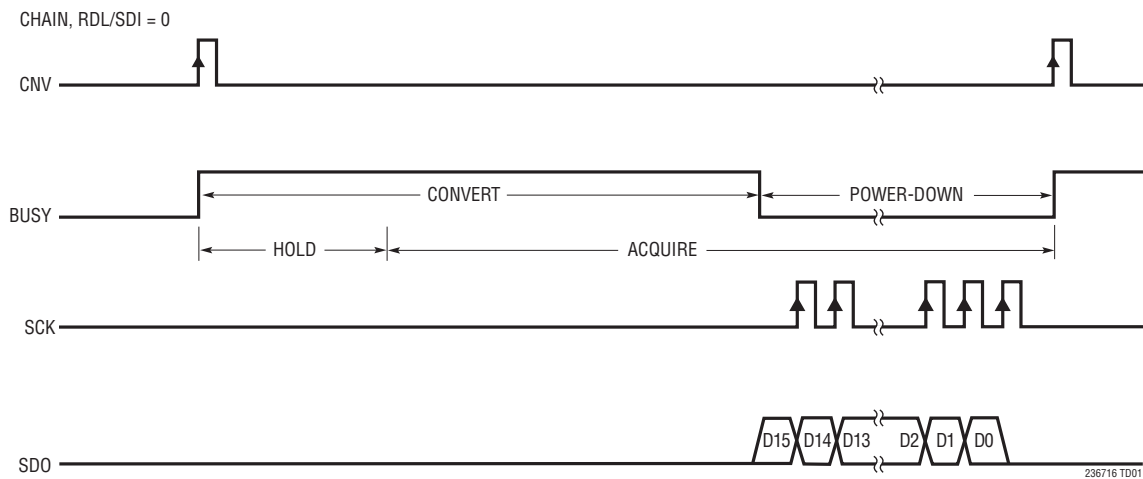 CHAIN, RDL/SDI = 0
CNV
CONVERT
POWER-DOWN
BUSY
HOLD
ACQUIRE
SCK
D15 D14 D13 D2 D1 D0
SDO
236716 TD01